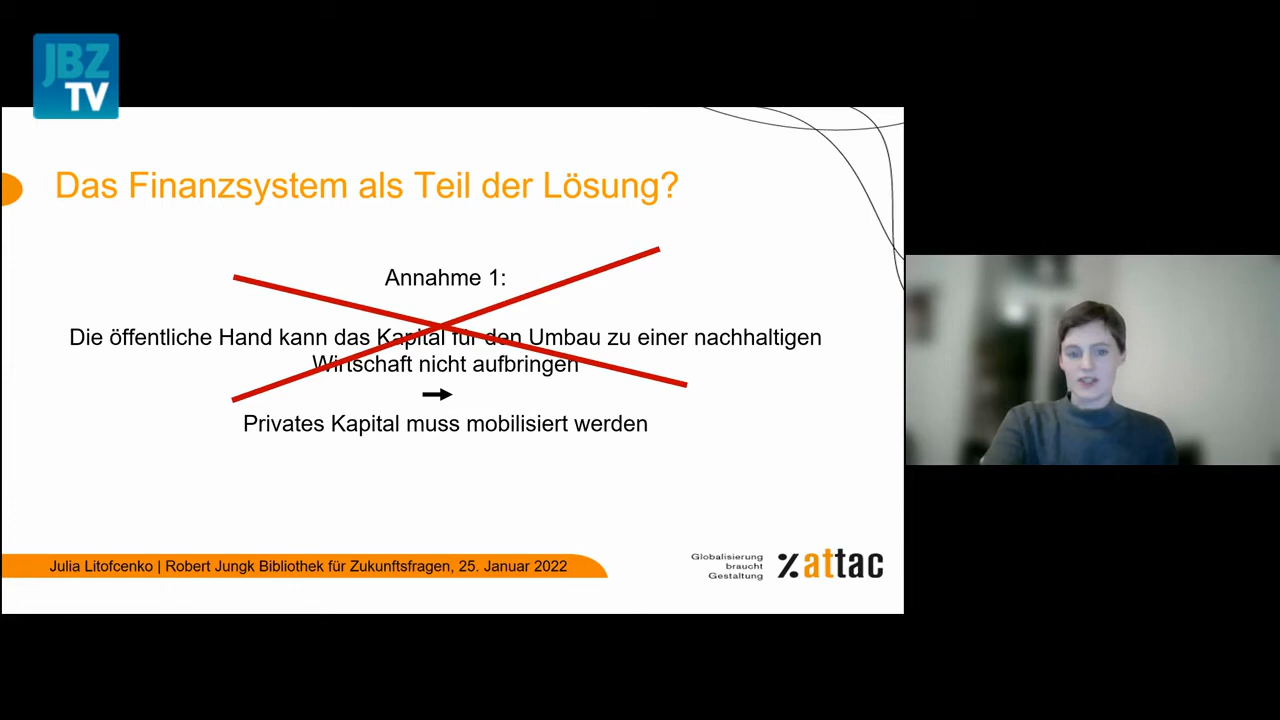 JBZ
TV
Das Finanzsystem als Teil der Lösung?
Annahme 1:
Die öffentliche Hand kann das Kapital für den Umbau zu einer nachhaltigen
Wirtschaft nicht aufbringen
Privates Kapital muss mobilisiert werden
Julia Litofcenko | Robert Jungk Bibliothek für Zukunftsfragen, 25. Januar 2022
Globalisierung
braucht
Gestaltung
attac